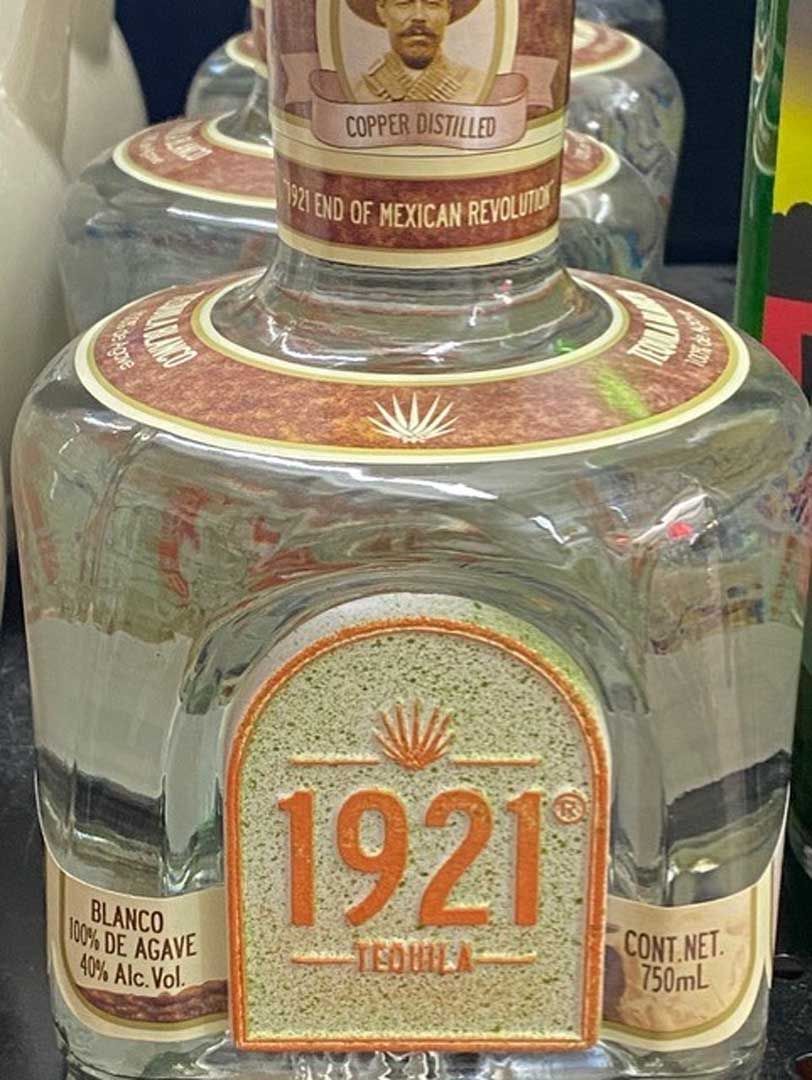 COPPER DISTILLED
"1921 END OF MEXICAN REVOLUTION"
BLANCO
1921®
TEQUILA
BLANCO
100% DE AGAVE
40% Alc.Vol.
CONT.NET.
750mL